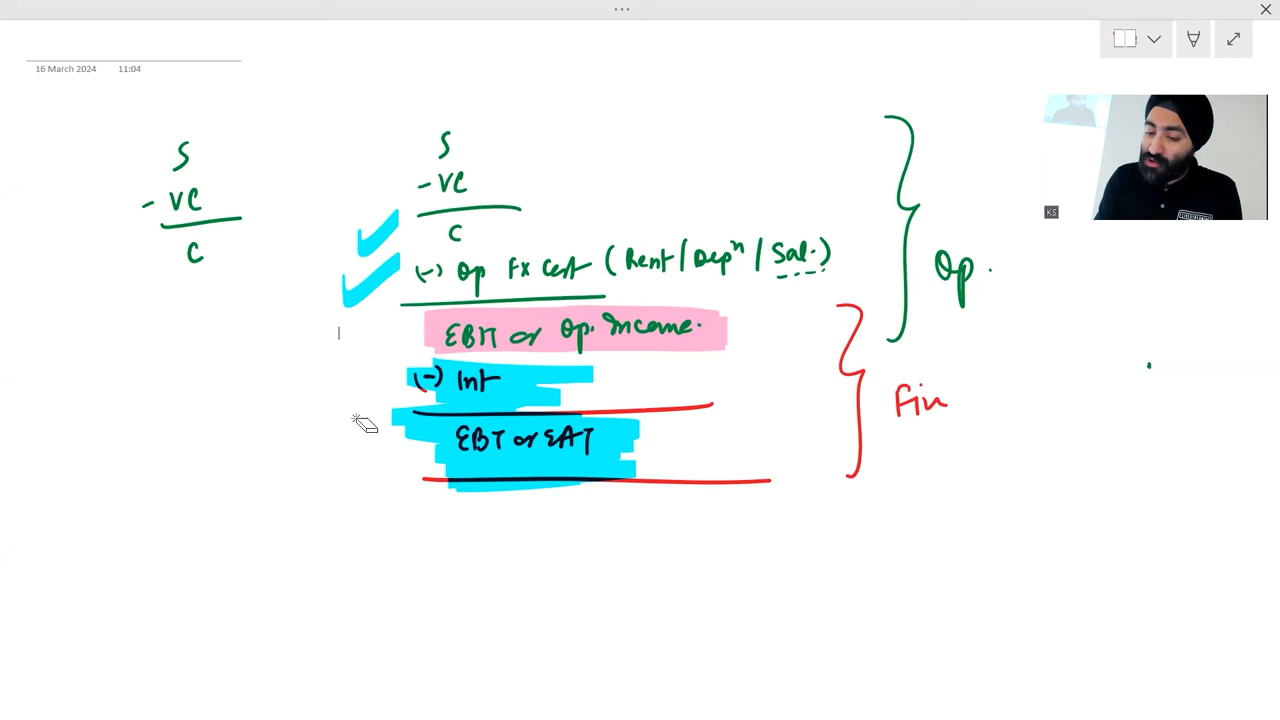 ...
16 March 2024 11:04
S
- VC
C
S
- VC
C
(-) Op Fx Cost (Rent / Depⁿ / Sal.)
EBIT or Op. Income.
(-) Int
EBT or EAT
Op.
Fin
KS